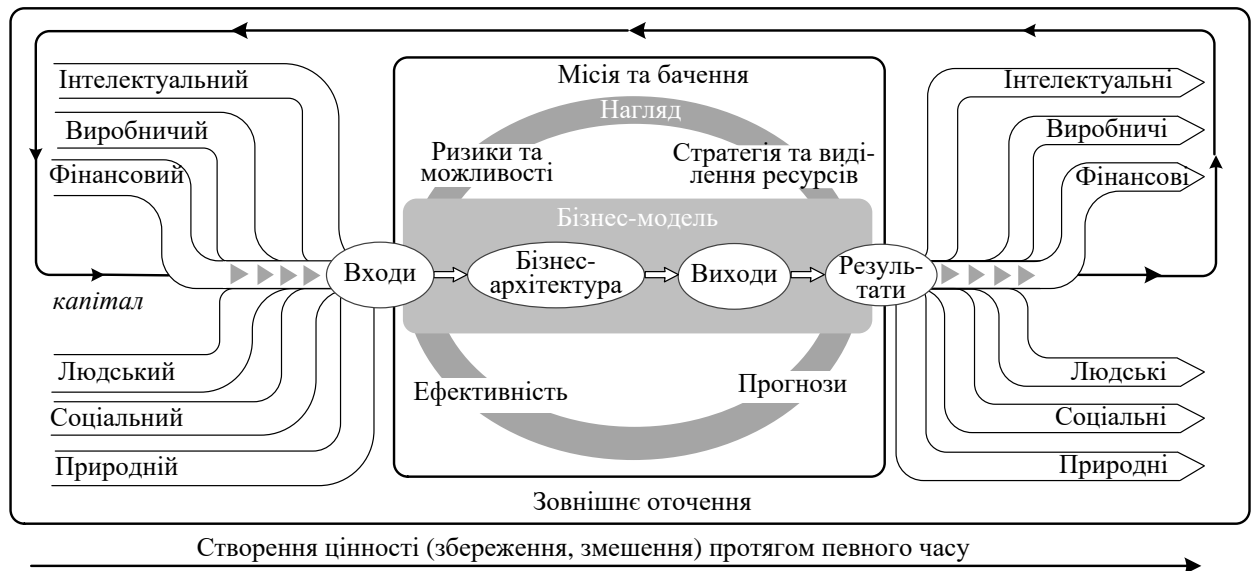 Інтелектуальний
Виробничий
Фінансовий
капітал
Людський
Соціальний
Природній
Місія та бачення
Нагляд
Ризики та
можливості
Стратегія та виді-
лення ресурсів
Бізнес-модель
Входи
Бізнес-
архітектура
Виходи
Резуль-
тати
Ефективність
Прогнози
Інтелектуальні
Виробничі
Фінансові
Людські
Соціальні
Природні
Зовнішнє оточення
Створення цінності (збереження, змешення) протягом певного часу